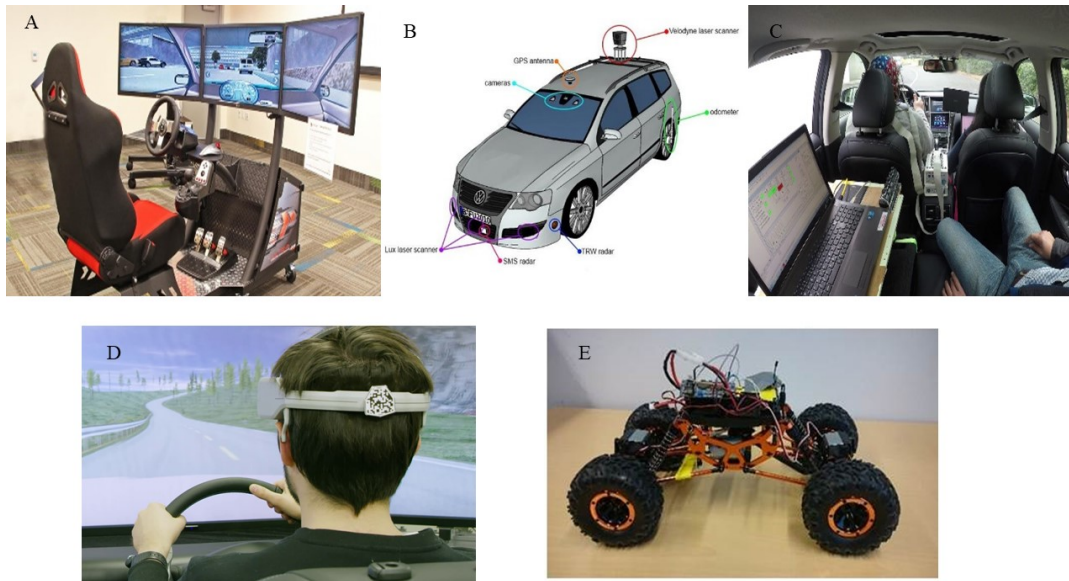 A
B
Velodyne laser scanner
GPS antenna
cameras
odometer
Lux laser scanner
SMS radar
TRW radar
C
D
E